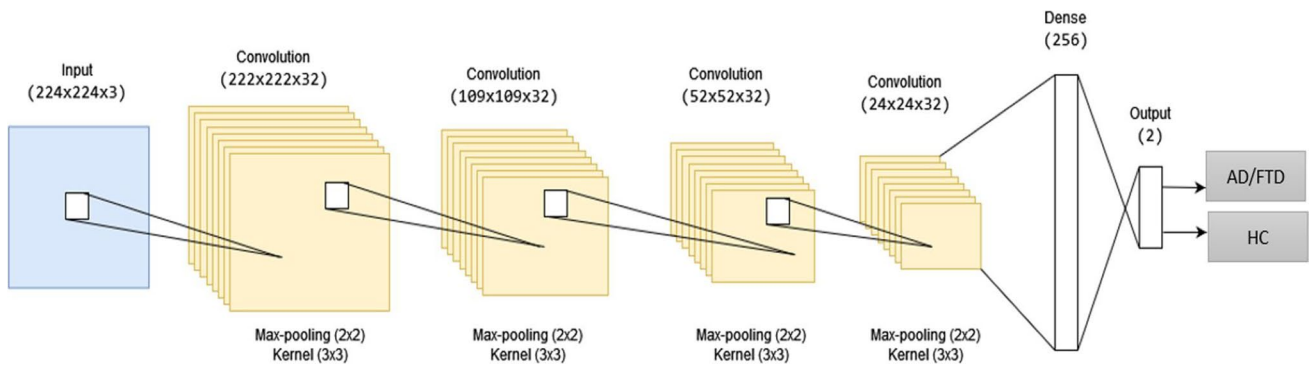 Input
(224x224x3)
Convolution
(222x222x32)
Convolution
(109x109x32)
Convolution
(52x52x32)
Convolution
(24x24x32)
Dense
(256)
Output
(2)
AD/FTD
HC
Max-pooling (2x2)
Kernel (3x3)
Max-pooling (2x2)
Kernel (3x3)
Max-pooling (2x2)
Kernel (3x3)
Max-pooling (2x2)
Kernel (3x3)